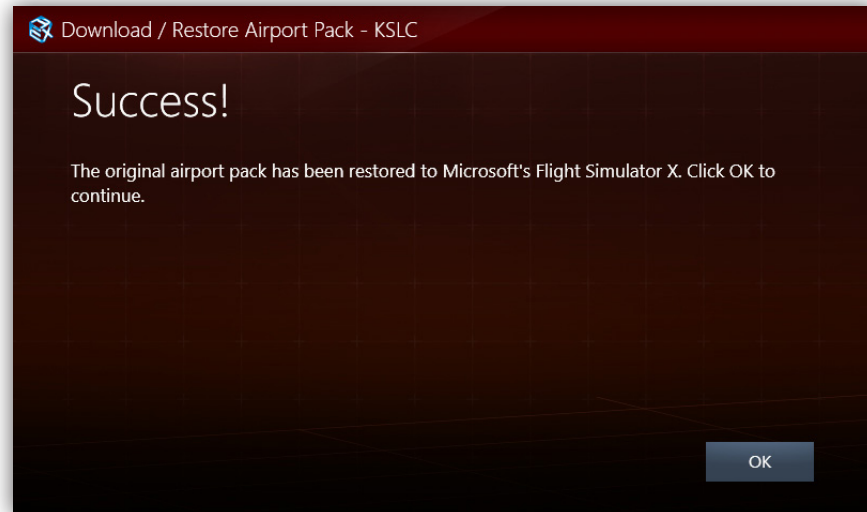 Download / Restore Airport Pack - KSLC
Success!
The original airport pack has been restored to Microsoft's Flight Simulator X. Click OK to
continue.
OK